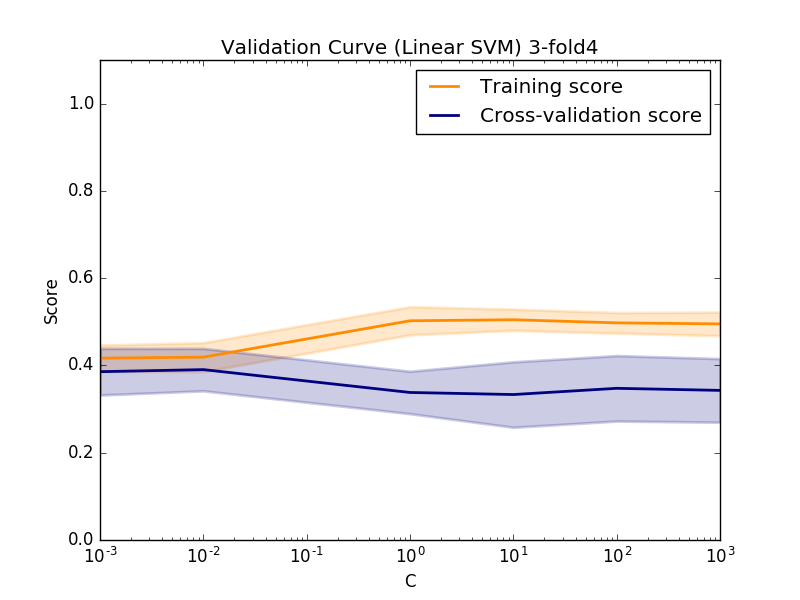 Validation Curve (Linear SVM) 3-fold4
Training score
Cross-validation score
1.0
0.8
0.6
0.4
0.2
0.0
Score
10^-3 10^-2 10^-1 10^0 10^1 10^2 10^3
C